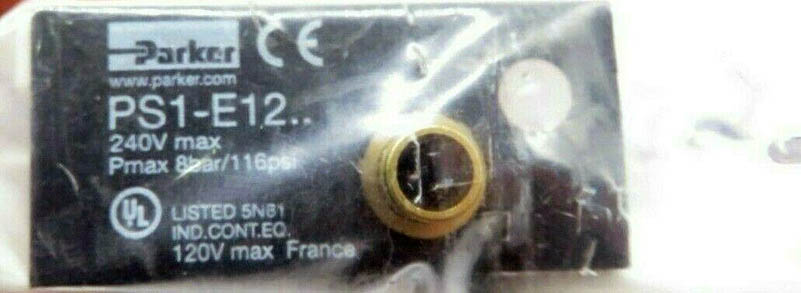 Parker CE
www.parker.com
PS1-E12..
240V max
Pmax 8bar/116psi
UL LISTED 5N61
IND.CONT.EQ.
120V max France